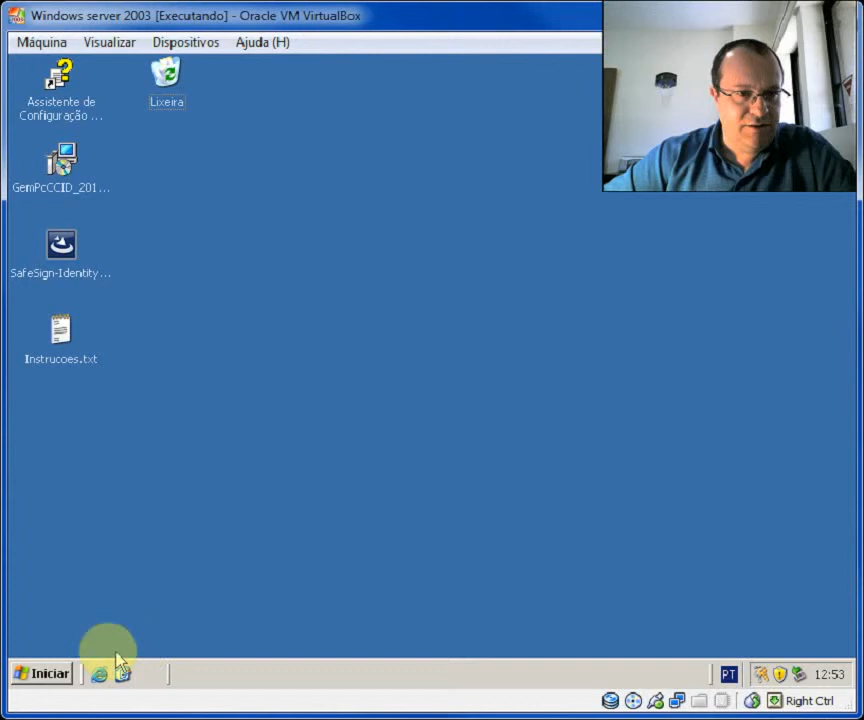 Windows server 2003 [Executando] - Oracle VM VirtualBox
Máquina Visualizar Dispositivos Ajuda (H)
Assistente de
Configuração ...
Lixeira
GemPcCCID_201...
SafeSign-Identity...
Instrucoes.txt
Iniciar
PT
12:53
Right Ctrl